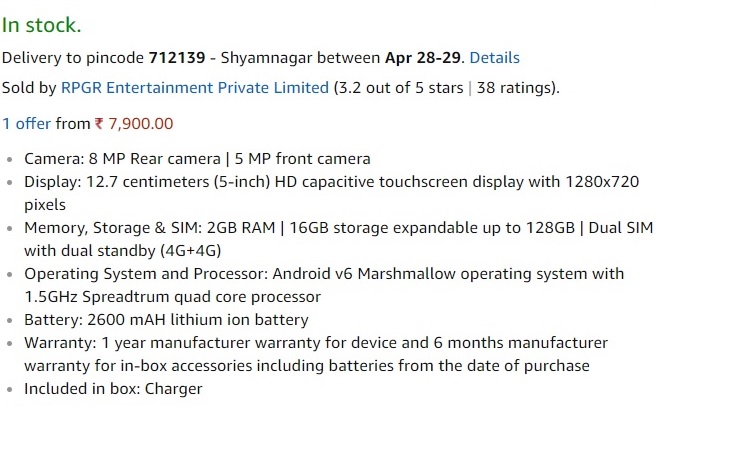 In stock.
Delivery to pincode 712139 - Shyamnagar between Apr 28-29. Details
Sold by RPGR Entertainment Private Limited (3.2 out of 5 stars | 38 ratings).
1 offer from ₹ 7,900.00
• Camera: 8 MP Rear camera | 5 MP front camera
• Display: 12.7 centimeters (5-inch) HD capacitive touchscreen display with 1280x720
pixels
• Memory, Storage & SIM: 2GB RAM | 16GB storage expandable up to 128GB | Dual SIM
with dual standby (4G+4G)
• Operating System and Processor: Android v6 Marshmallow operating system with
1.5GHz Spreadtrum quad core processor
• Battery: 2600 mAH lithium ion battery
• Warranty: 1 year manufacturer warranty for device and 6 months manufacturer
warranty for in-box accessories including batteries from the date of purchase
• Included in box: Charger